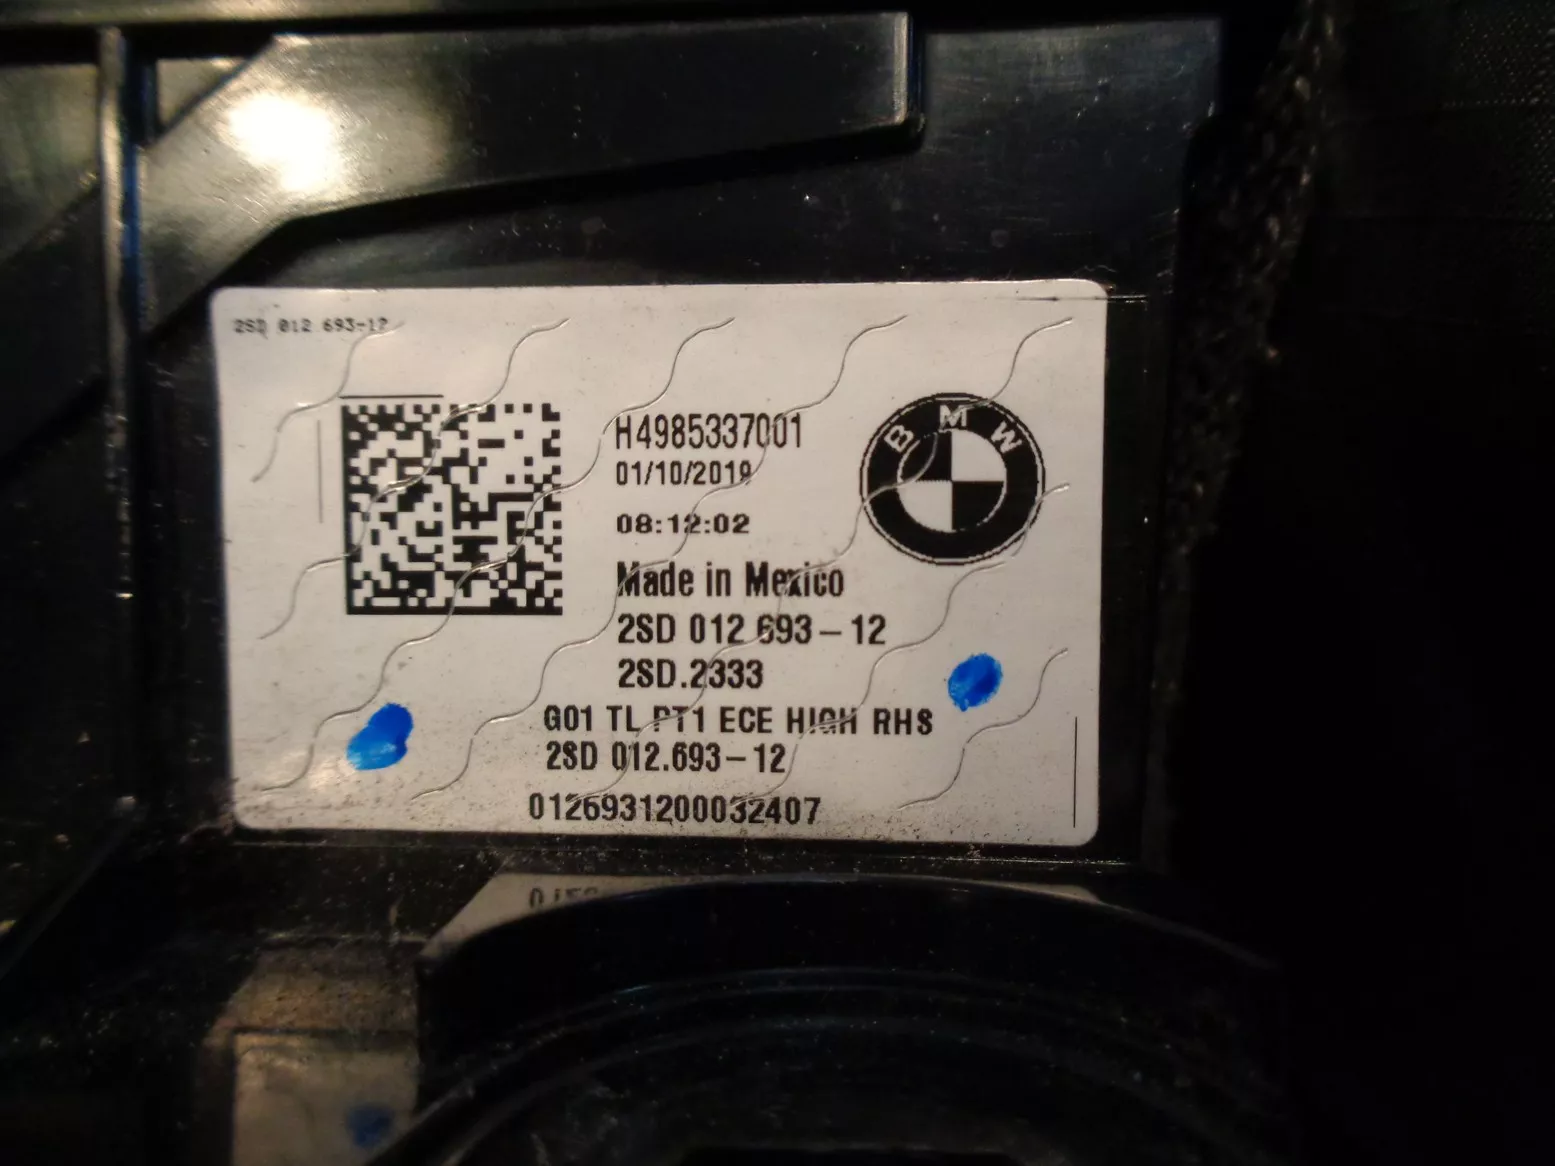 2SD 012 693-12
H4985337001
01/10/2019
BMW
08:12:02
Made in Mexico
2SD 012 693-12
2SD.2333
G01 TL PT1 ECE HIGH RHS
2SD 012.693-12
0126931200032407